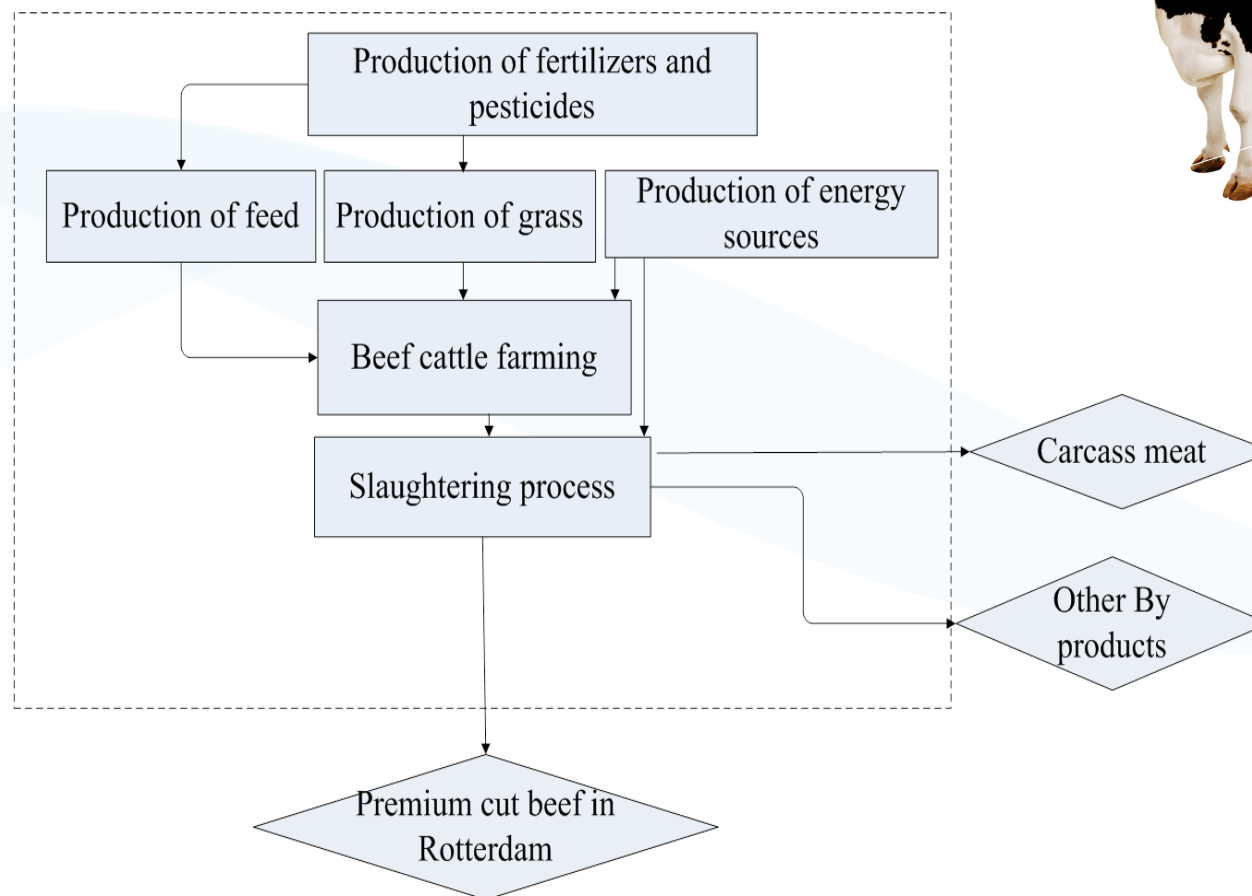 Production of fertilizers and
pesticides
Production of feed
Production of grass
Production of energy
sources
Beef cattle farming
Slaughtering process
Carcass meat
Other By
products
Premium cut beef in
Rotterdam